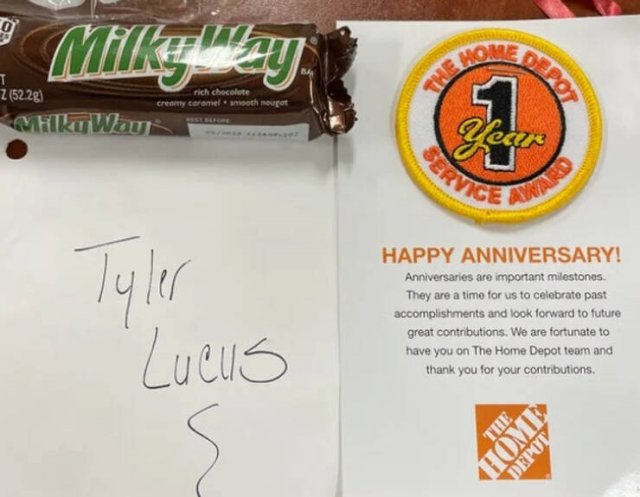 MilkyWay
BAR
rich chocolate
creamy caramel • smooth nougat
Z (52.2g)
MilkyWay
BEST BEFORE
THE HOME DEPOT
1
Year
SERVICE AWARD
Tyler
Lucus
HAPPY ANNIVERSARY!
Anniversaries are important milestones.
They are a time for us to celebrate past
accomplishments and look forward to future
great contributions. We are fortunate to
have you on The Home Depot team and
thank you for your contributions.
THE
HOME
DEPOT